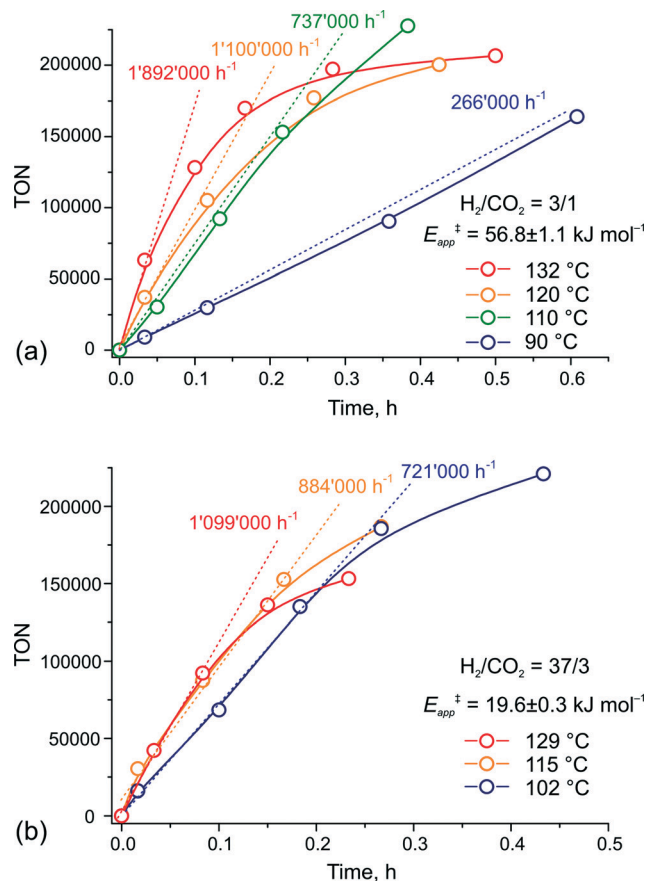 737'000 h⁻¹
1'100'000 h⁻¹
1'892'000 h⁻¹
266'000 h⁻¹
200000
150000
100000
50000
0
TON
H₂/CO₂ = 3/1
E_app‡ = 56.8±1.1 kJ mol⁻¹
132 °C
120 °C
110 °C
90 °C
(a)
0.0 0.1 0.2 0.3 0.4 0.5 0.6
Time, h
721'000 h⁻¹
884'000 h⁻¹
1'099'000 h⁻¹
200000
150000
100000
50000
0
TON
H₂/CO₂ = 37/3
E_app‡ = 19.6±0.3 kJ mol⁻¹
129 °C
115 °C
102 °C
(b)
0.0 0.1 0.2 0.3 0.4 0.5
Time, h